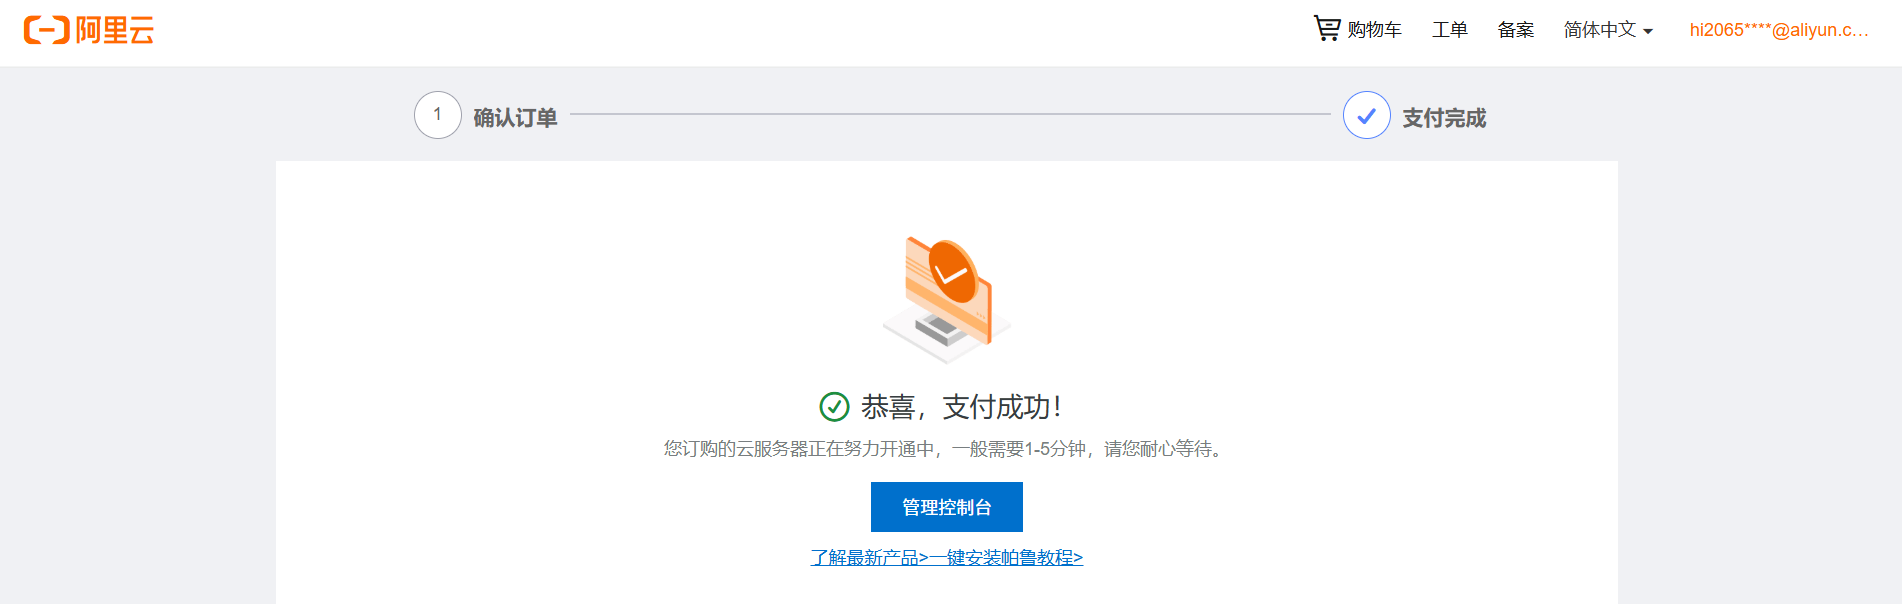 阿里云
购物车 工单 备案 简体中文 hi2065****@aliyun.c...
1 确认订单 支付完成
恭喜，支付成功！
您订购的云服务器正在努力开通中，一般需要1-5分钟，请您耐心等待。
管理控制台
了解最新产品>一键安装帕鲁教程>